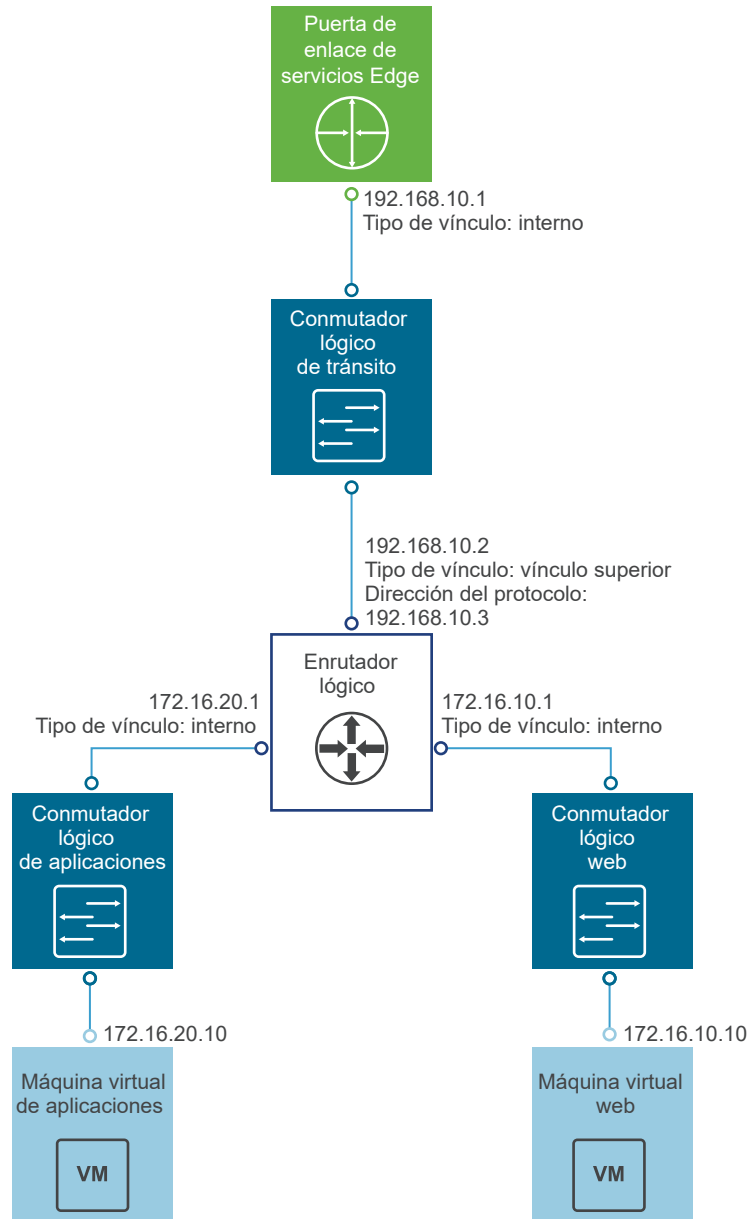 Puerta de
enlace de
servicios Edge
192.168.10.1
Tipo de vínculo: interno
Conmutador
lógico
de tránsito
192.168.10.2
Tipo de vínculo: vínculo superior
Dirección del protocolo:
192.168.10.3
Enrutador
lógico
172.16.20.1
Tipo de vínculo: interno
172.16.10.1
Tipo de vínculo: interno
Conmutador
lógico
de aplicaciones
Conmutador
lógico
web
172.16.20.10
172.16.10.10
Máquina virtual
de aplicaciones
VM
Máquina virtual
web
VM